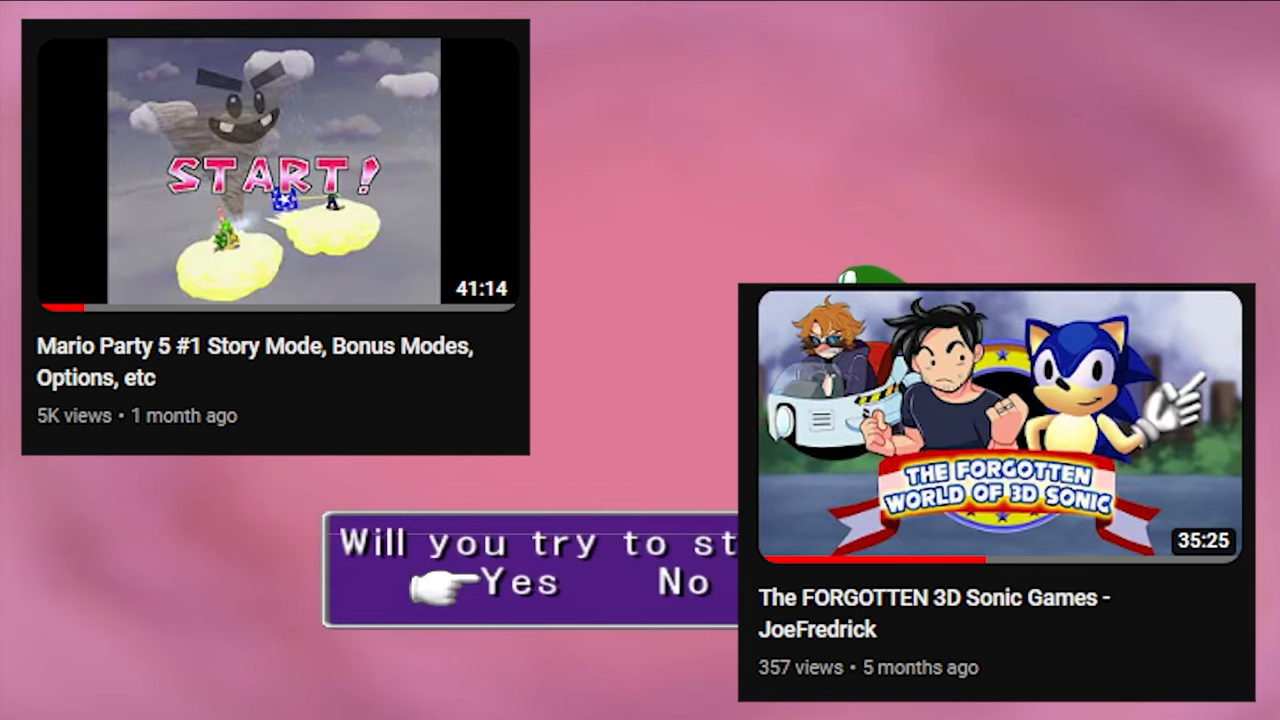 START!
41:14
Mario Party 5 #1 Story Mode, Bonus Modes,
Options, etc
5K views • 1 month ago
Will you try to st
Yes No
THE FORGOTTEN
WORLD OF 3D SONIC
35:25
The FORGOTTEN 3D Sonic Games -
JoeFredrick
357 views • 5 months ago